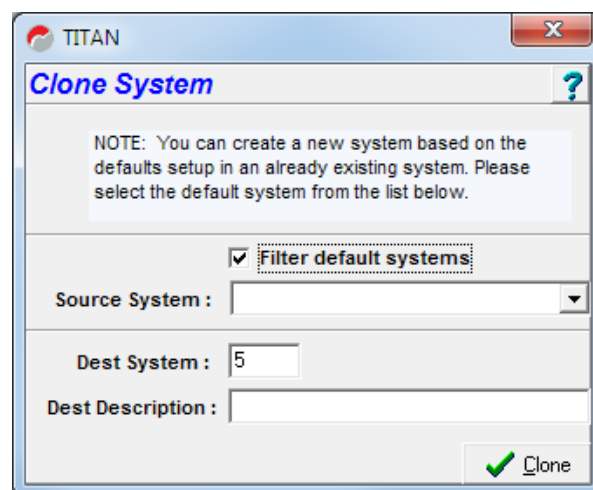 TITAN
Clone System
?
NOTE: You can create a new system based on the
defaults setup in an already existing system. Please
select the default system from the list below.
Filter default systems
Source System :
Dest System : 5
Dest Description :
Clone